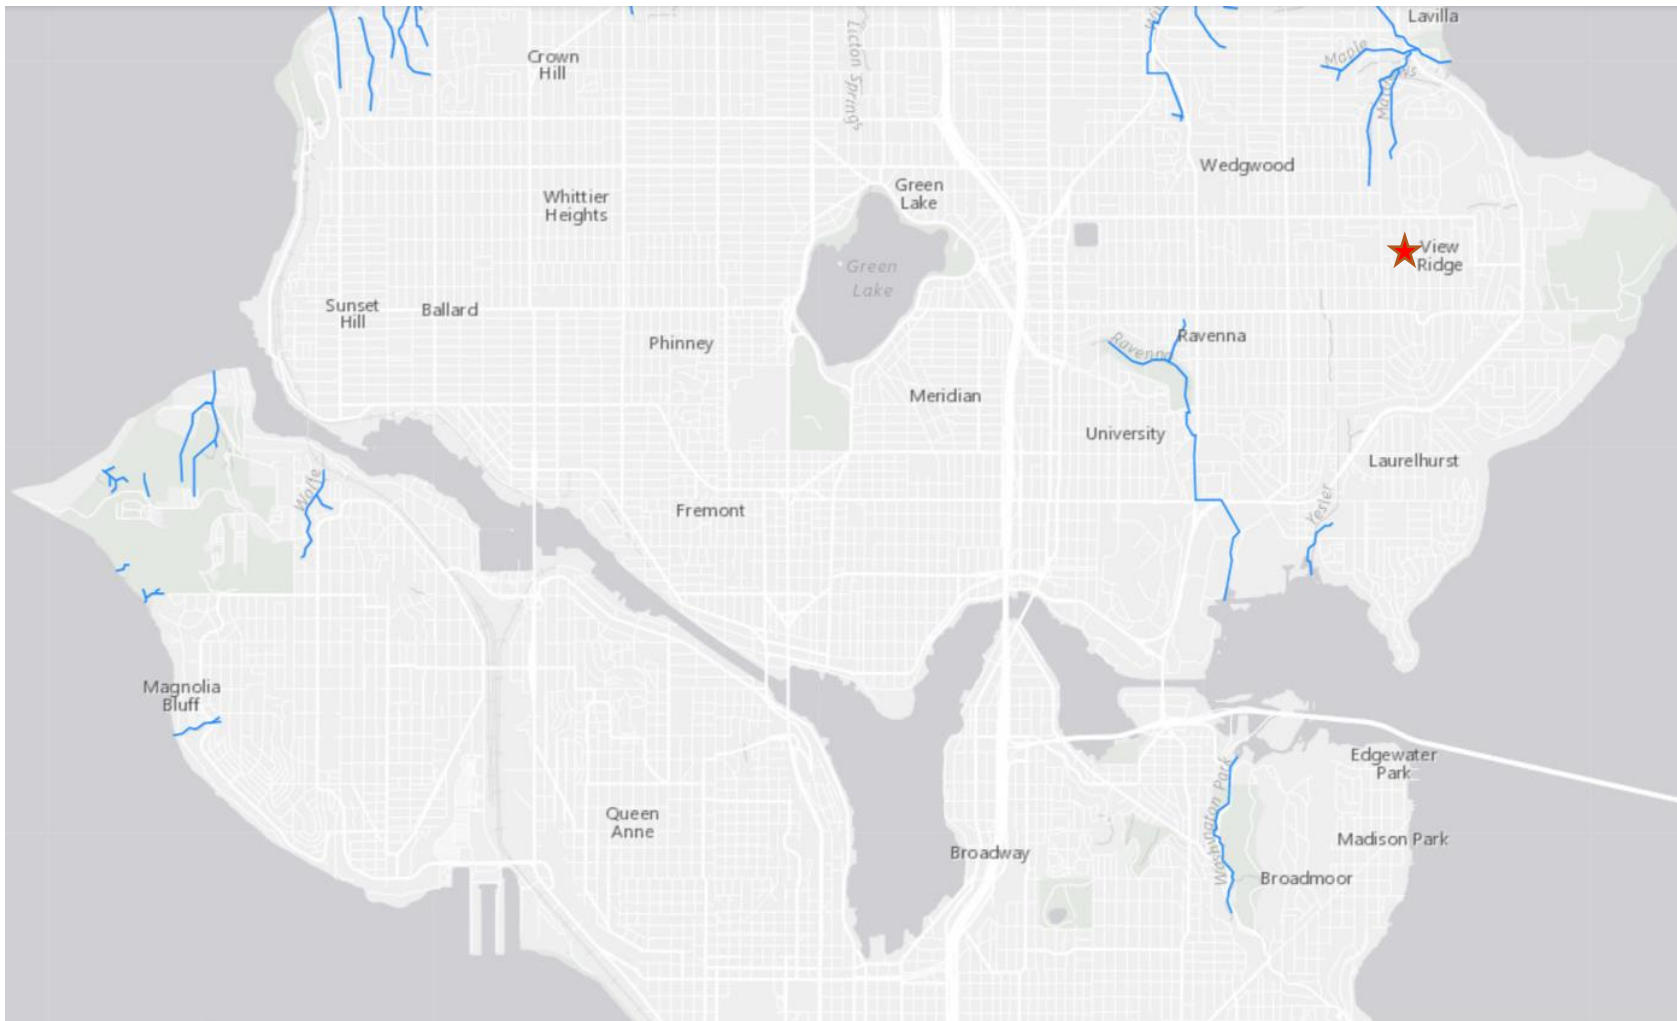 Lavilla
Crown
Hill
Licton Springs
Maple
Wedgwood
Green
Lake
Whittier
Heights
View
Ridge
Green
Lake
Sunset
Hill
Ballard
Phinney
Ravenna
Ravenna
Meridian
University
Laurelhurst
Wolfe
Fremont
Yesler
Magnolia
Bluff
Edgewater
Park
Queen
Anne
Washington Park
Madison Park
Broadway
Broadmoor